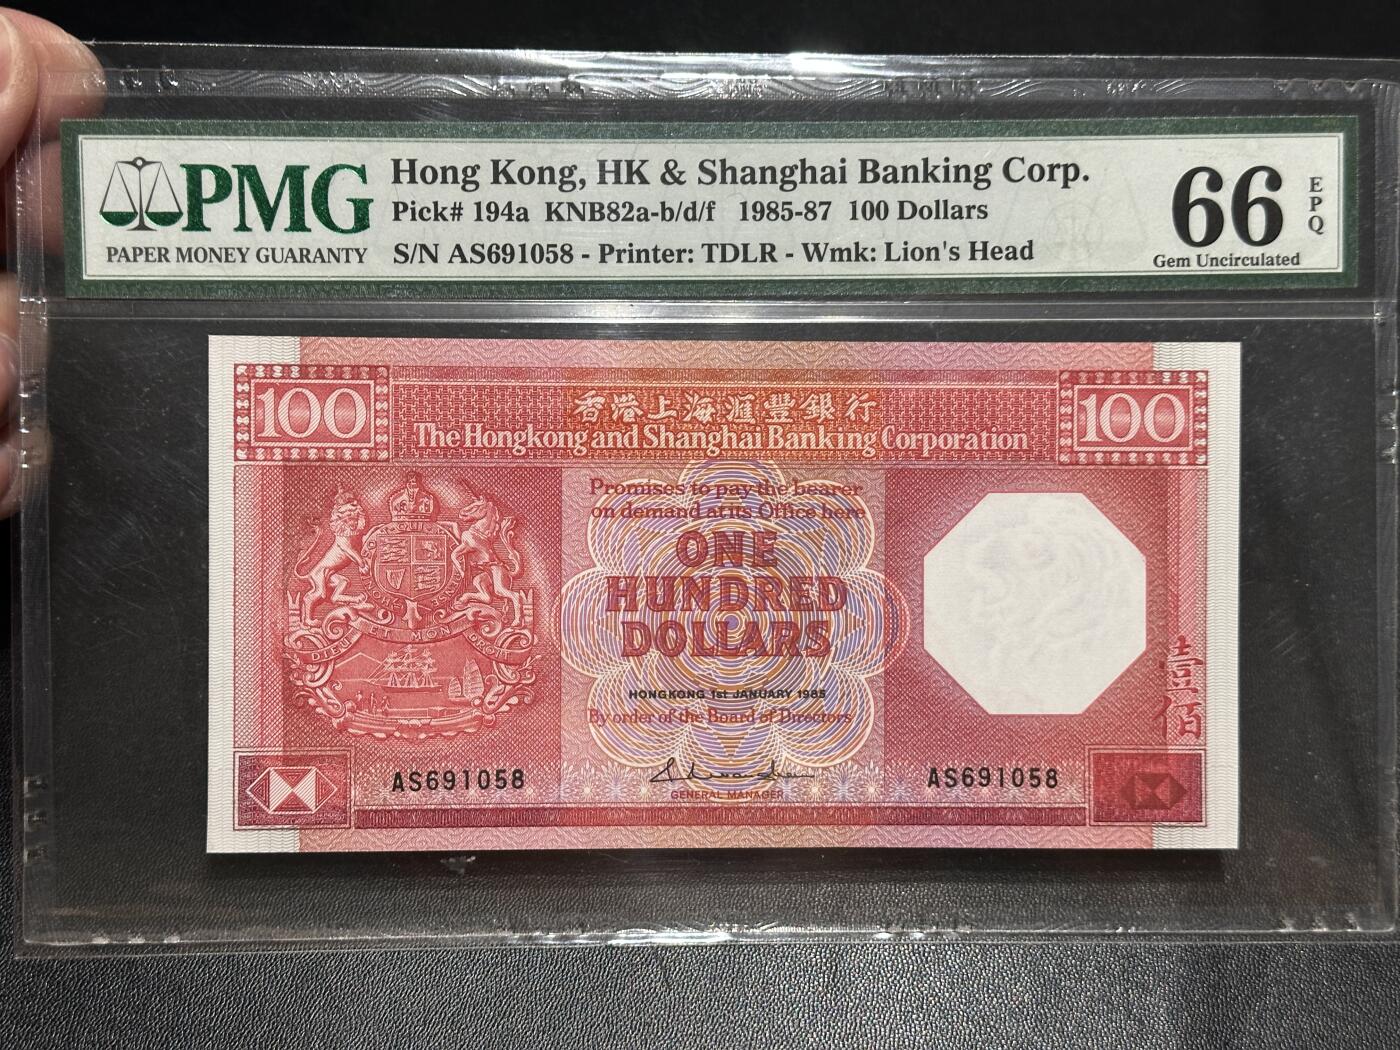 PMG
PAPER MONEY GUARANTY
Hong Kong, HK & Shanghai Banking Corp.
Pick# 194a KNB82a-b/d/f 1985-87 100 Dollars
S/N AS691058 - Printer: TDLR - Wmk: Lion's Head
66
EPQ
Gem Uncirculated
100
香港上海滙豐銀行
100
The Hongkong and Shanghai Banking Corporation
Promises to pay the bearer
on demand at its Office here
ONE
HUNDRED
DOLLARS
DIEU ET MON DROIT
HONGKONG 1st JANUARY 1985
By order of the Board of Directors
壹佰
AS691058
AS691058
GENERAL MANAGER